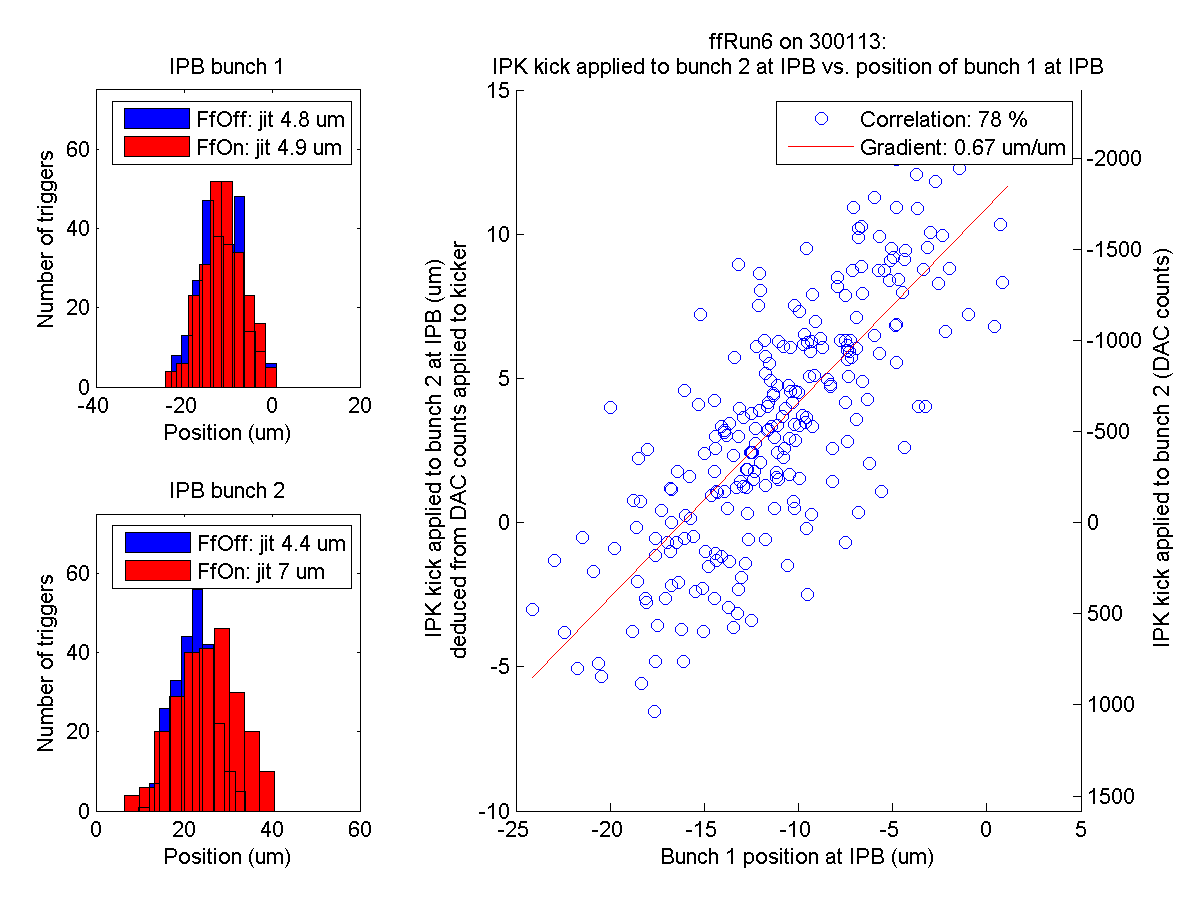 IPB bunch 1
FfOff: jit 4.8 um
FfOn: jit 4.9 um
Number of triggers
60
40
20
0
-40
-20
0
20
Position (um)
IPB bunch 2
FfOff: jit 4.4 um
FfOn: jit 7 um
Number of triggers
60
40
20
0
0
20
40
60
Position (um)
ffRun6 on 300113:
IPK kick applied to bunch 2 at IPB vs. position of bunch 1 at IPB
Correlation: 78 %
Gradient: 0.67 um/um
IPK kick applied to bunch 2 at IPB (um)
deduced from DAC counts applied to kicker
15
10
5
0
-5
-10
-25
-20
-15
-10
-5
0
5
Bunch 1 position at IPB (um)
-2000
-1500
-1000
-500
0
500
1000
1500
IPK kick applied to bunch 2 (DAC counts)